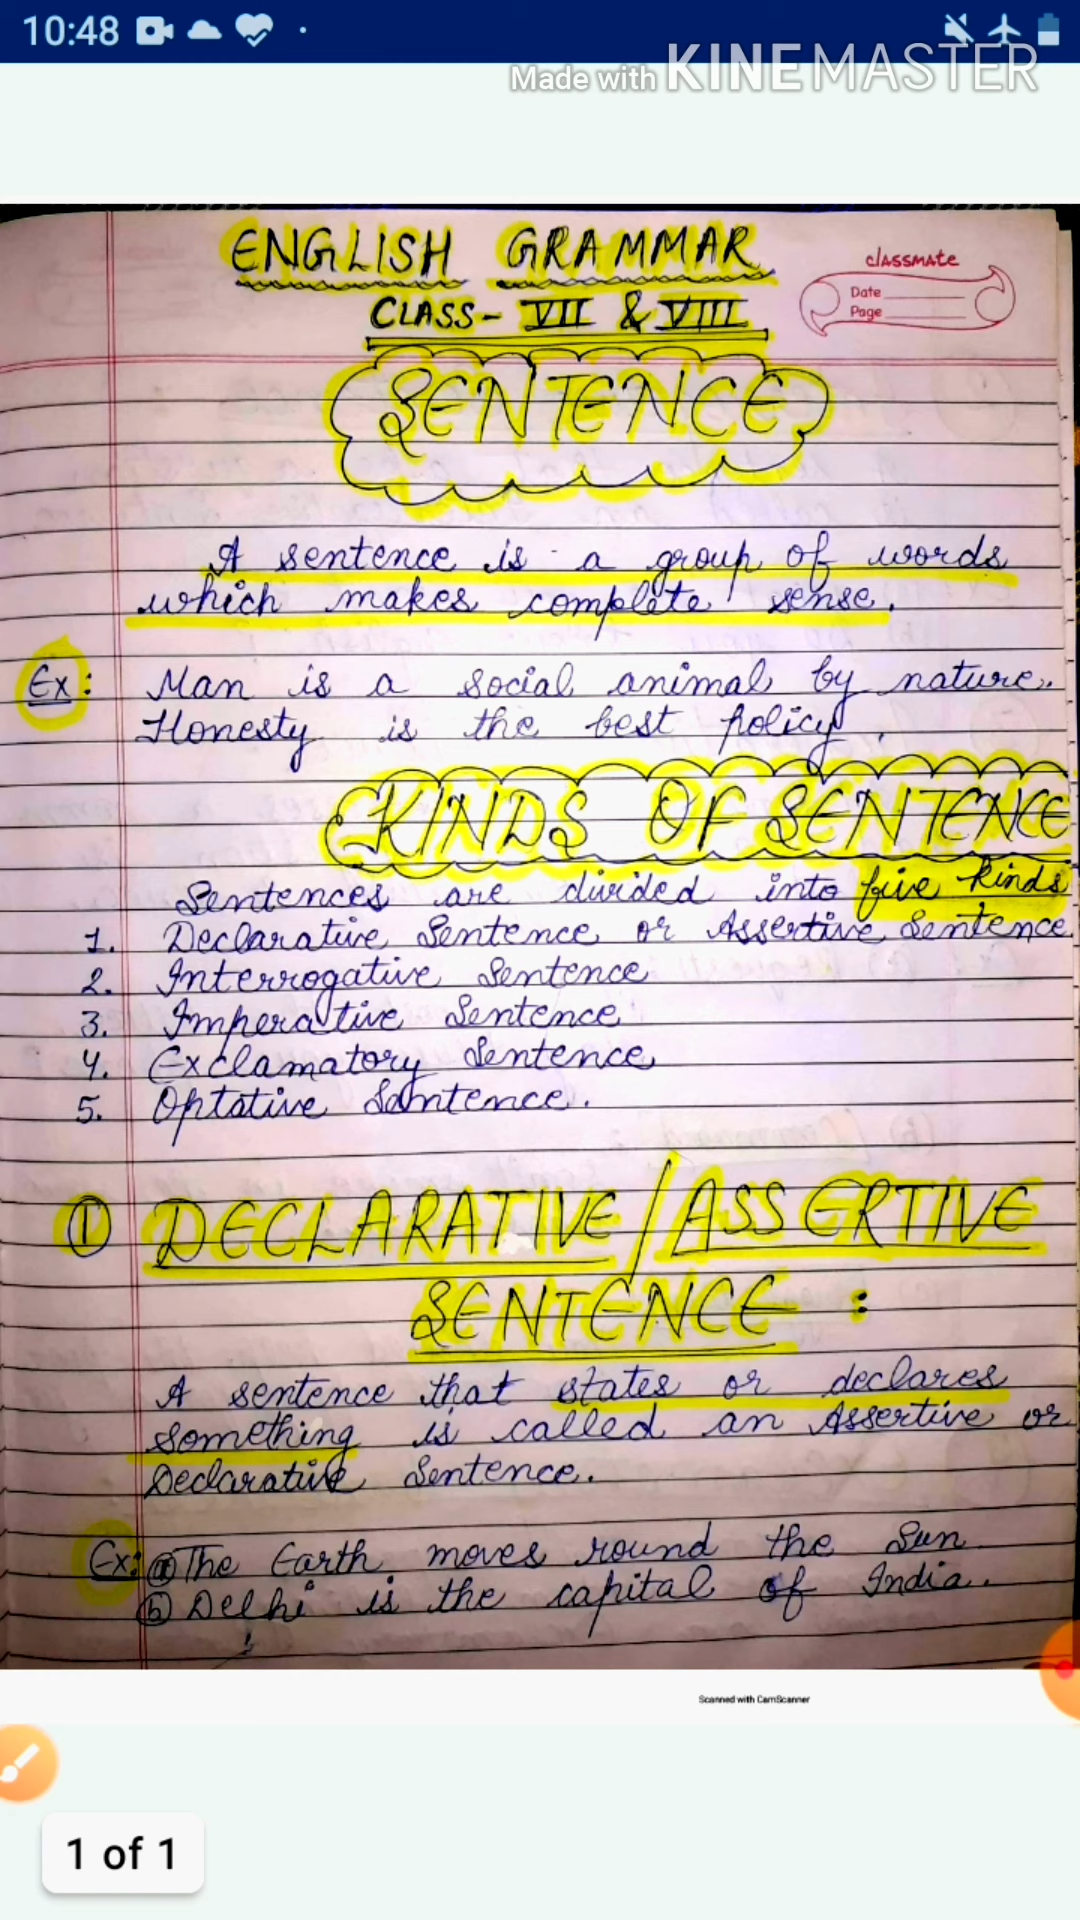 10:48
Made with KINEMASTER
ENGLISH GRAMMAR
classmate
Date
Page
CLASS- VII & VIII
SENTENCE
A sentence is a group of words
which makes complete sense.
Ex: Man is a social animal by nature.
Honesty is the best policy.
KINDS OF SENTENCE
Sentences are divided into five kinds
1. Declarative Sentence or Assertive Sentence
2. Interrogative Sentence
3. Imperative Sentence
4. Exclamatory Sentence
5. Optative Sentence.
① DECLARATIVE/ASSERTIVE
SENTENCE :
A sentence that states or declares
something is called an Assertive or
Declarative Sentence.
Ex: ⓐ The Earth moves round the Sun
ⓑ Delhi is the capital of India.
Scanned with CamScanner
1 of 1